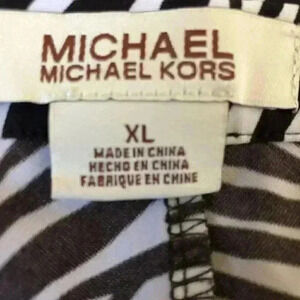 MICHAEL
MICHAEL KORS
XL
MADE IN CHINA
HECHO EN CHINA
FABRIQUE EN CHINE